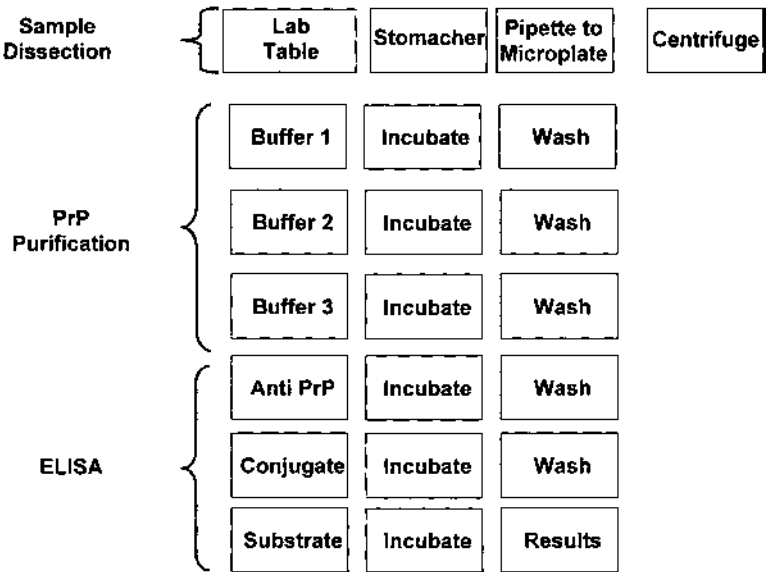 Sample
Dissection
Lab
Table
Stomacher
Pipette to
Microplate
Centrifuge
PrP
Purification
Buffer 1
Incubate
Wash
Buffer 2
Incubate
Wash
Buffer 3
Incubate
Wash
ELISA
Anti PrP
Incubate
Wash
Conjugate
Incubate
Wash
Substrate
Incubate
Results